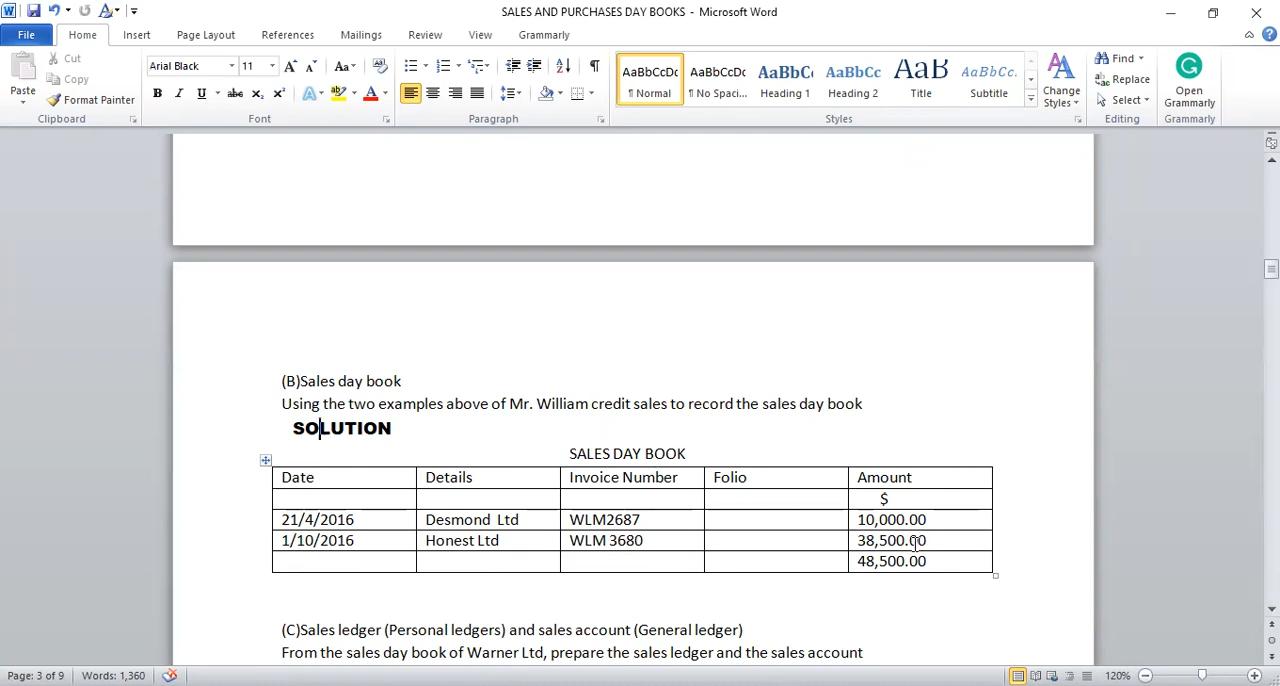 SALES AND PURCHASES DAY BOOKS - Microsoft Word
File Home Insert Page Layout References Mailings Review View Grammarly
Paste
Cut
Copy
Format Painter
Clipboard
Arial Black 11
Font
Paragraph
AaBbCcDc AaBbCcDc AaBbC AaBbCc AaB AaBbCc.
¶ Normal ¶ No Spaci... Heading 1 Heading 2 Title Subtitle
Change Styles
Styles
Find
Replace
Select
Editing
Open Grammarly
Grammarly
(B)Sales day book
Using the two examples above of Mr. William credit sales to record the sales day book
SOLUTION
SALES DAY BOOK
Date Details Invoice Number Folio Amount
$
21/4/2016 Desmond Ltd WLM2687 10,000.00
1/10/2016 Honest Ltd WLM 3680 38,500.00
48,500.00
(C)Sales ledger (Personal ledgers) and sales account (General ledger)
From the sales day book of Warner Ltd, prepare the sales ledger and the sales account
Page: 3 of 9 Words: 1,360 120%